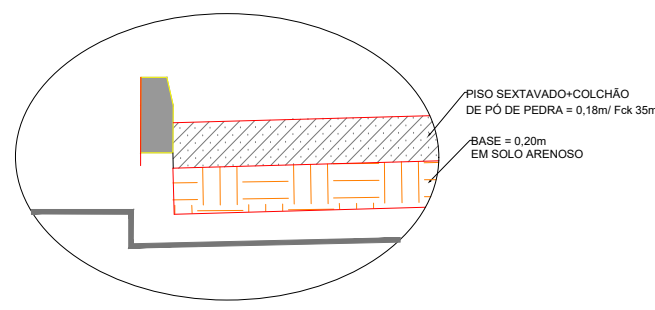 PISO SEXTAVADO+COLCHÃO
DE PÓ DE PEDRA = 0,18m/ Fck 35m
BASE = 0,20m
EM SOLO ARENOSO